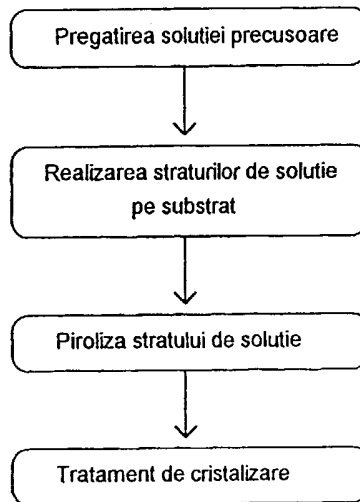 Pregatirea solutiei precusoare
Realizarea straturilor de solutie
pe substrat
Piroliza stratului de solutie
Tratament de cristalizare